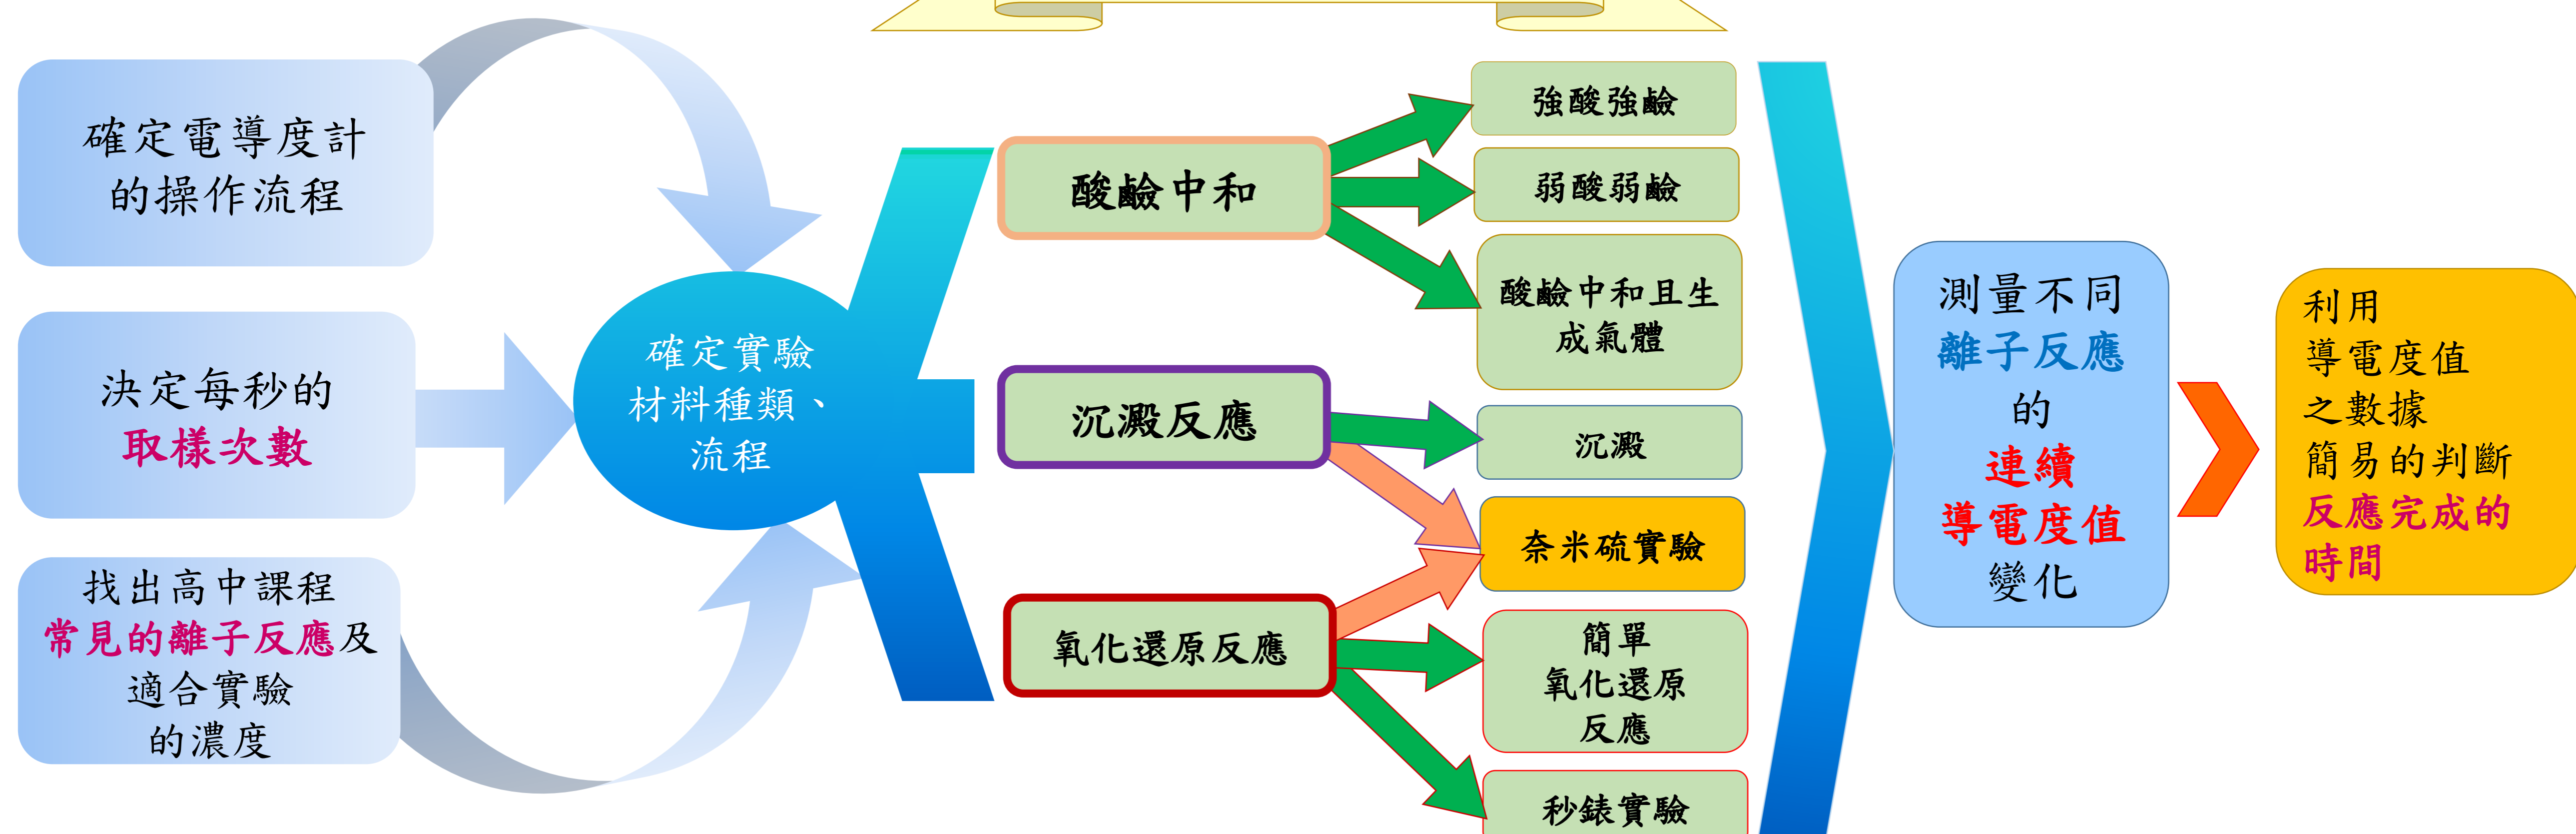 確定電導度計
的操作流程
決定每秒的
取樣次數
找出高中課程
常見的離子反應及
適合實驗
的濃度
確定實驗
材料種類、
流程
酸鹼中和
沉澱反應
氧化還原反應
強酸強鹼
弱酸弱鹼
酸鹼中和且生
成氣體
沉澱
奈米硫實驗
簡單
氧化還原
反應
秒錶實驗
測量不同
離子反應
的
連續
導電度值
變化
利用
導電度值
之數據
簡易的判斷
反應完成的
時間